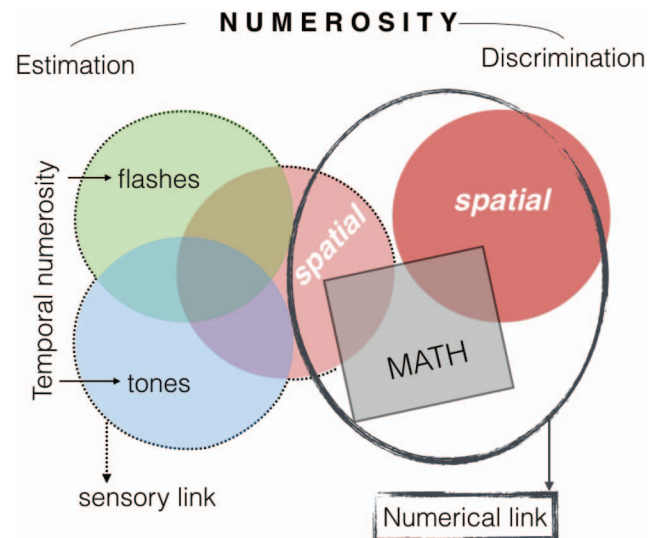 NUMEROSITY
Estimation
Discrimination
Temporal numerosity
flashes
spatial
spatial
MATH
tones
sensory link
Numerical link